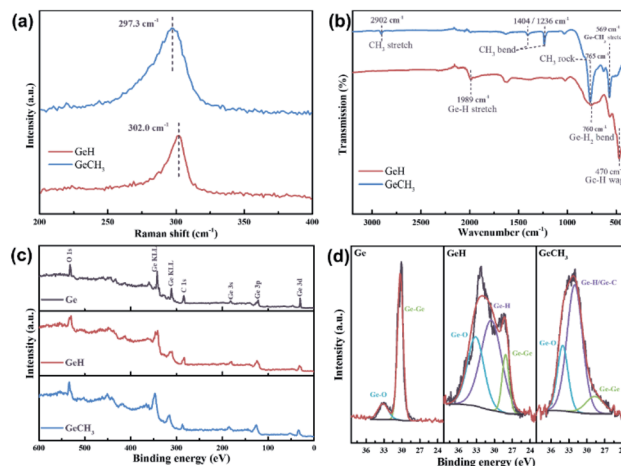 (a)
297.3 cm⁻¹
302.0 cm⁻¹
GeH
GeCH₃
Intensity (a.u.)
200 250 300 350 400
Raman shift (cm⁻¹)
(b)
2902 cm⁻¹
CH₃ stretch
1404 / 1236 cm⁻¹
CH₃ bend
569 cm⁻¹
Ge-CH₃ stretch
CH₃ rock
765 cm⁻¹
1989 cm⁻¹
Ge-H stretch
760 cm⁻¹
Ge-H₂ bend
470 cm⁻¹
Ge-H wag
GeH
GeCH₃
Transmission (%)
3000 2500 2000 1500 1000 500
Wavenumber (cm⁻¹)
(c)
O 1s
Ge KLL
Ge KLL
C 1s
Ge 3s
Ge 3p
Ge 3d
Ge
GeH
GeCH₃
Intensity (a.u.)
600 500 400 300 200 100 0
Binding energy (eV)
(d)
Ge
GeH
GeCH₃
Ge-Ge
Ge-O
Ge-H
Ge-O
Ge-Ge
Ge-H/Ge-C
Ge-O
Ge-Ge
Intensity (a.u.)
36 33 30 27 24
36 33 30 27 24
36 33 30 27
Binding energy (eV)